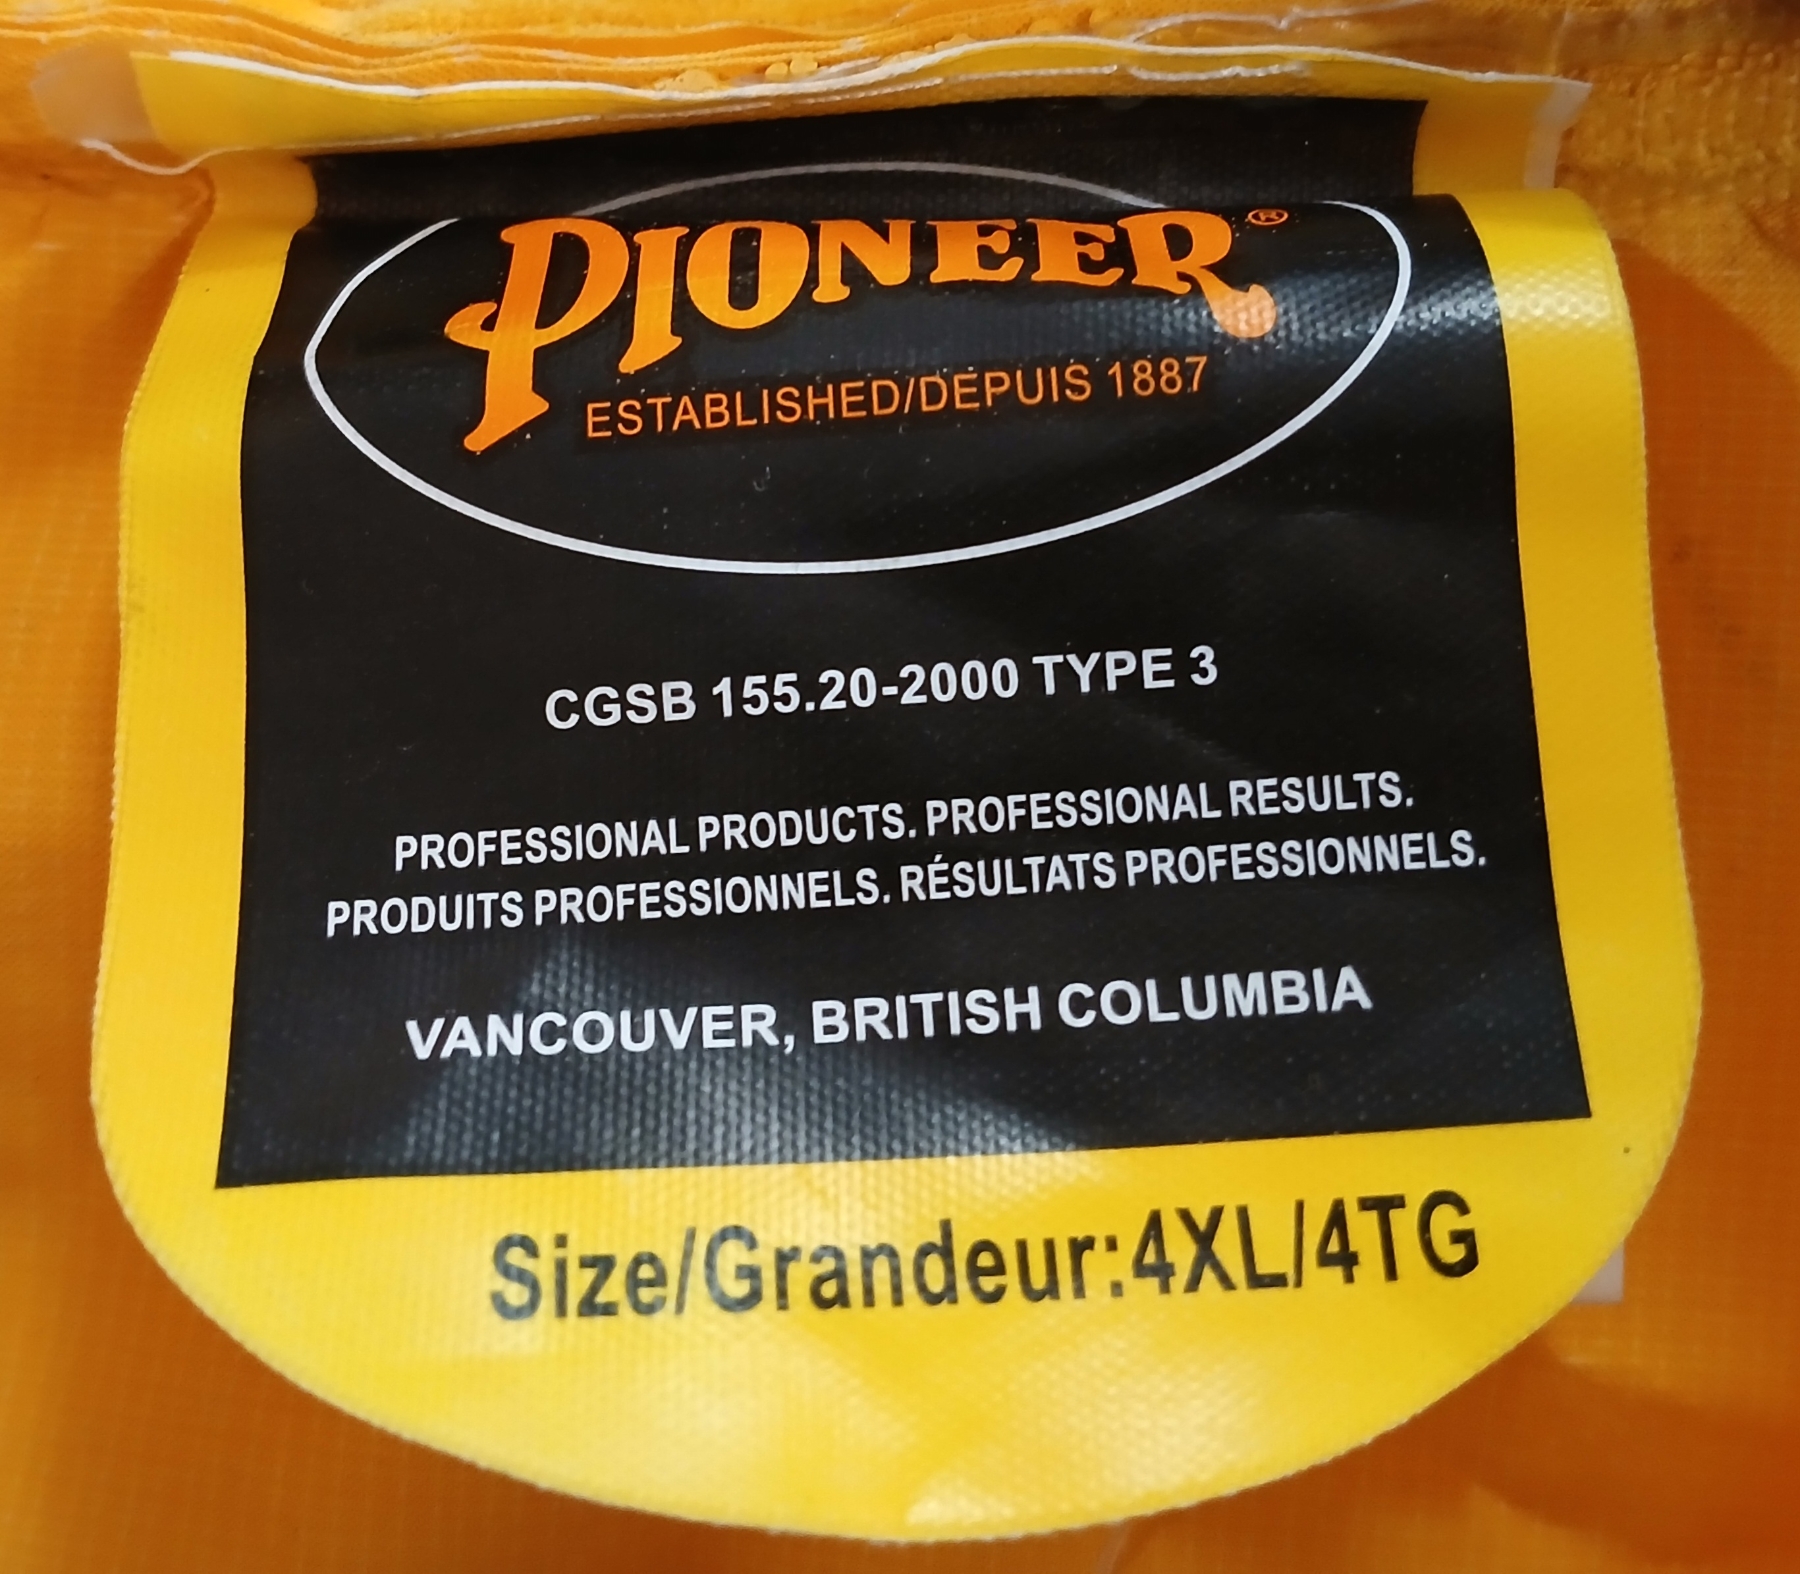 PIONEER®
ESTABLISHED/DEPUIS 1887
CGSB 155.20-2000 TYPE 3
PROFESSIONAL PRODUCTS. PROFESSIONAL RESULTS.
PRODUITS PROFESSIONNELS. RÉSULTATS PROFESSIONNELS.
VANCOUVER, BRITISH COLUMBIA
Size/Grandeur:4XL/4TG